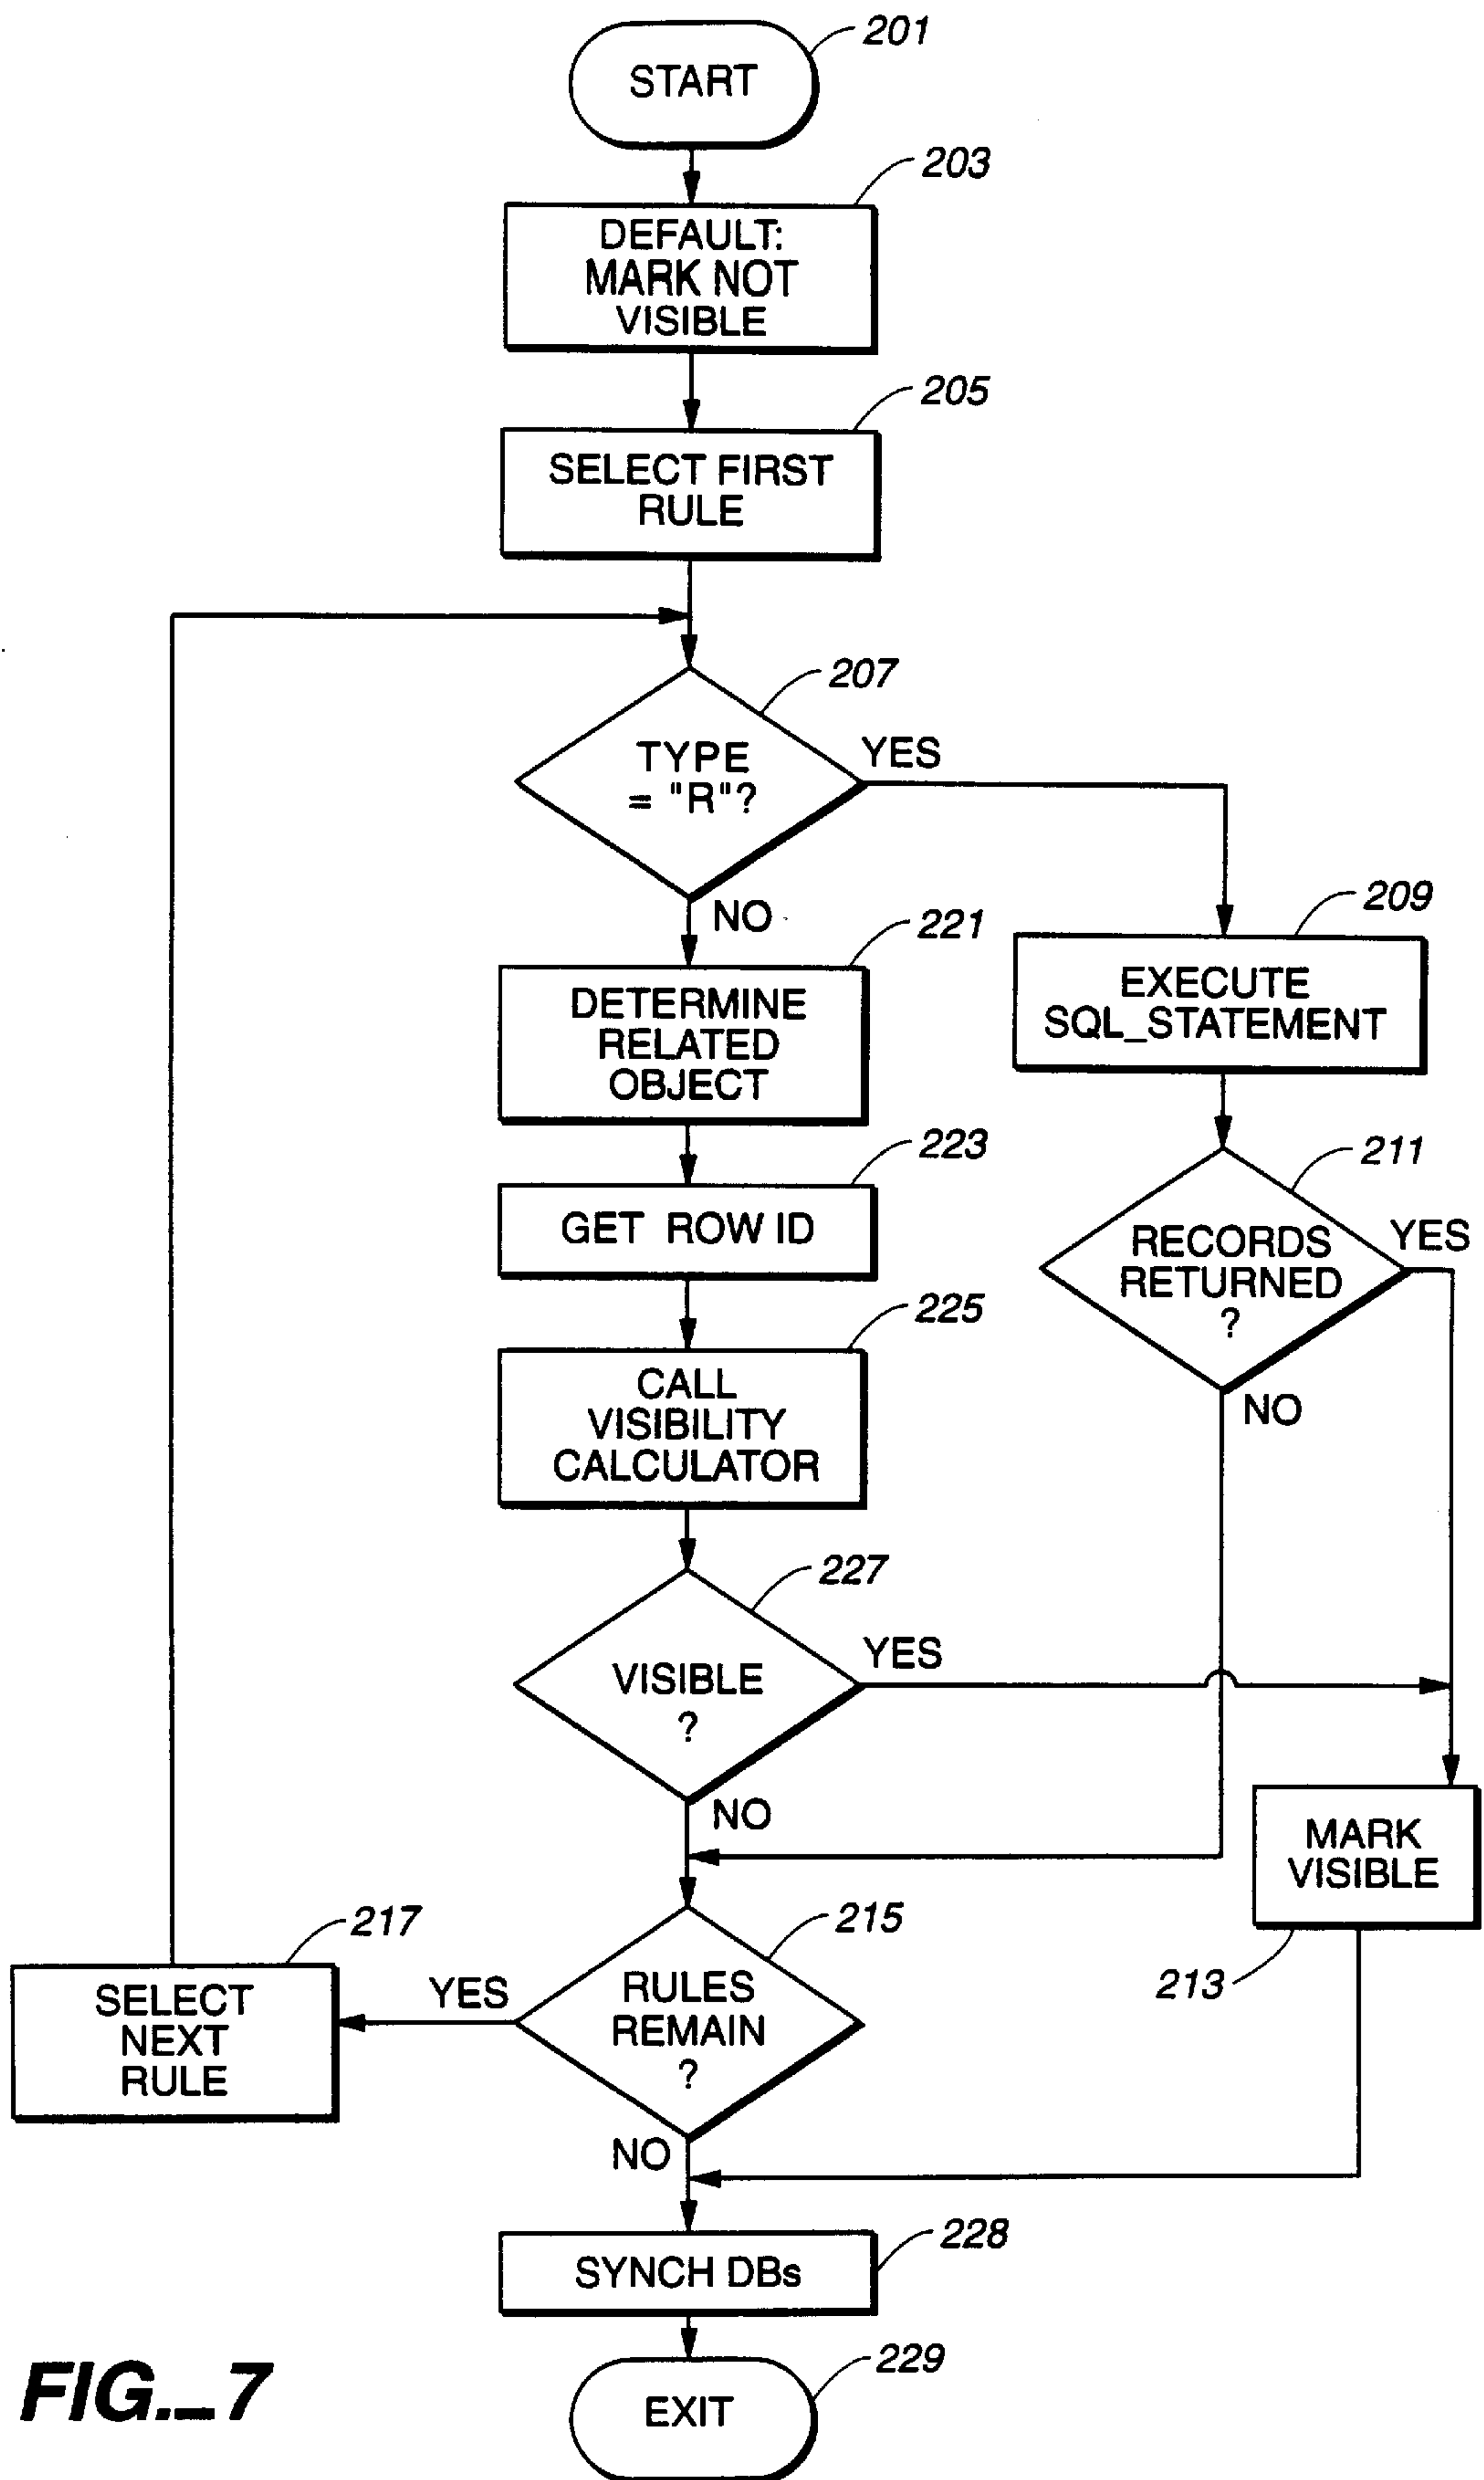 201
START
203
DEFAULT:
MARK NOT
VISIBLE
205
SELECT FIRST
RULE
207
TYPE
= "R"?
YES
NO
209
EXECUTE
SQL_STATEMENT
221
DETERMINE
RELATED
OBJECT
211
RECORDS
RETURNED
?
YES
NO
223
GET ROW ID
225
CALL
VISIBILITY
CALCULATOR
227
VISIBLE
?
YES
NO
MARK
VISIBLE
213
215
RULES
REMAIN
?
YES
NO
217
SELECT
NEXT
RULE
228
SYNCH DBs
229
EXIT
FIG._7